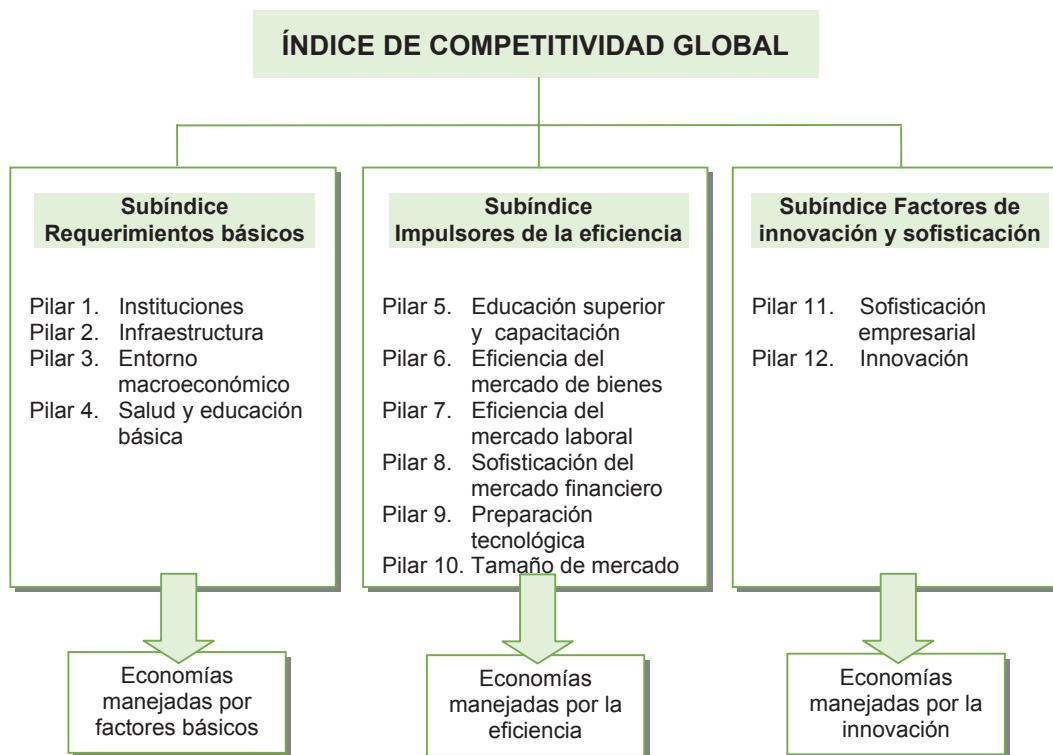 ÍNDICE DE COMPETITIVIDAD GLOBAL
Subíndice
Requerimientos básicos
Pilar 1. Instituciones
Pilar 2. Infraestructura
Pilar 3. Entorno
macroeconómico
Pilar 4. Salud y educación
básica
Economías
manejadas por
factores básicos
Subíndice
Impulsores de la eficiencia
Pilar 5. Educación superior
y capacitación
Pilar 6. Eficiencia del
mercado de bienes
Pilar 7. Eficiencia del
mercado laboral
Pilar 8. Sofisticación del
mercado financiero
Pilar 9. Preparación
tecnológica
Pilar 10. Tamaño de mercado
Economías
manejadas por la
eficiencia
Subíndice Factores de
innovación y sofisticación
Pilar 11. Sofisticación
empresarial
Pilar 12. Innovación
Economías
manejadas por la
innovación